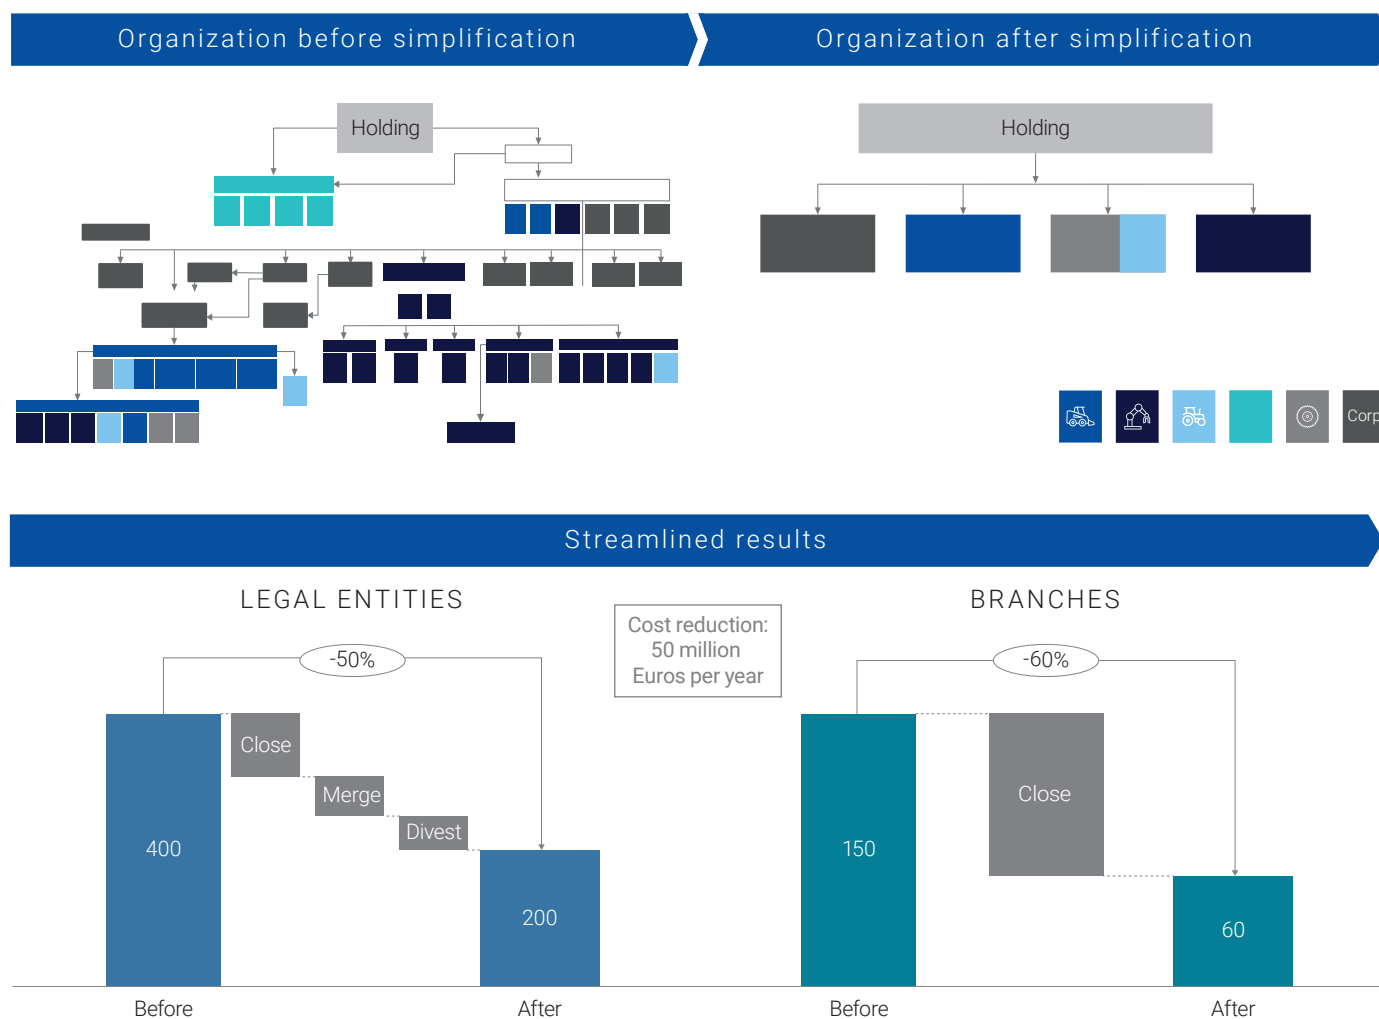 Organization before simplification
Organization after simplification
Holding
Holding
Corp
Streamlined results
LEGAL ENTITIES
BRANCHES
Cost reduction:
50 million
Euros per year
-50%
-60%
Close
Merge
Divest
400
200
Close
150
60
Before
After
Before
After